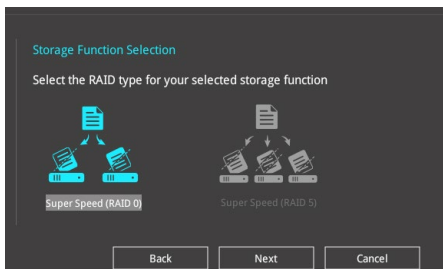 Storage Function Selection
Select the RAID type for your selected storage function
Super Speed (RAID 0)
Super Speed (RAID 5)
Back
Next
Cancel